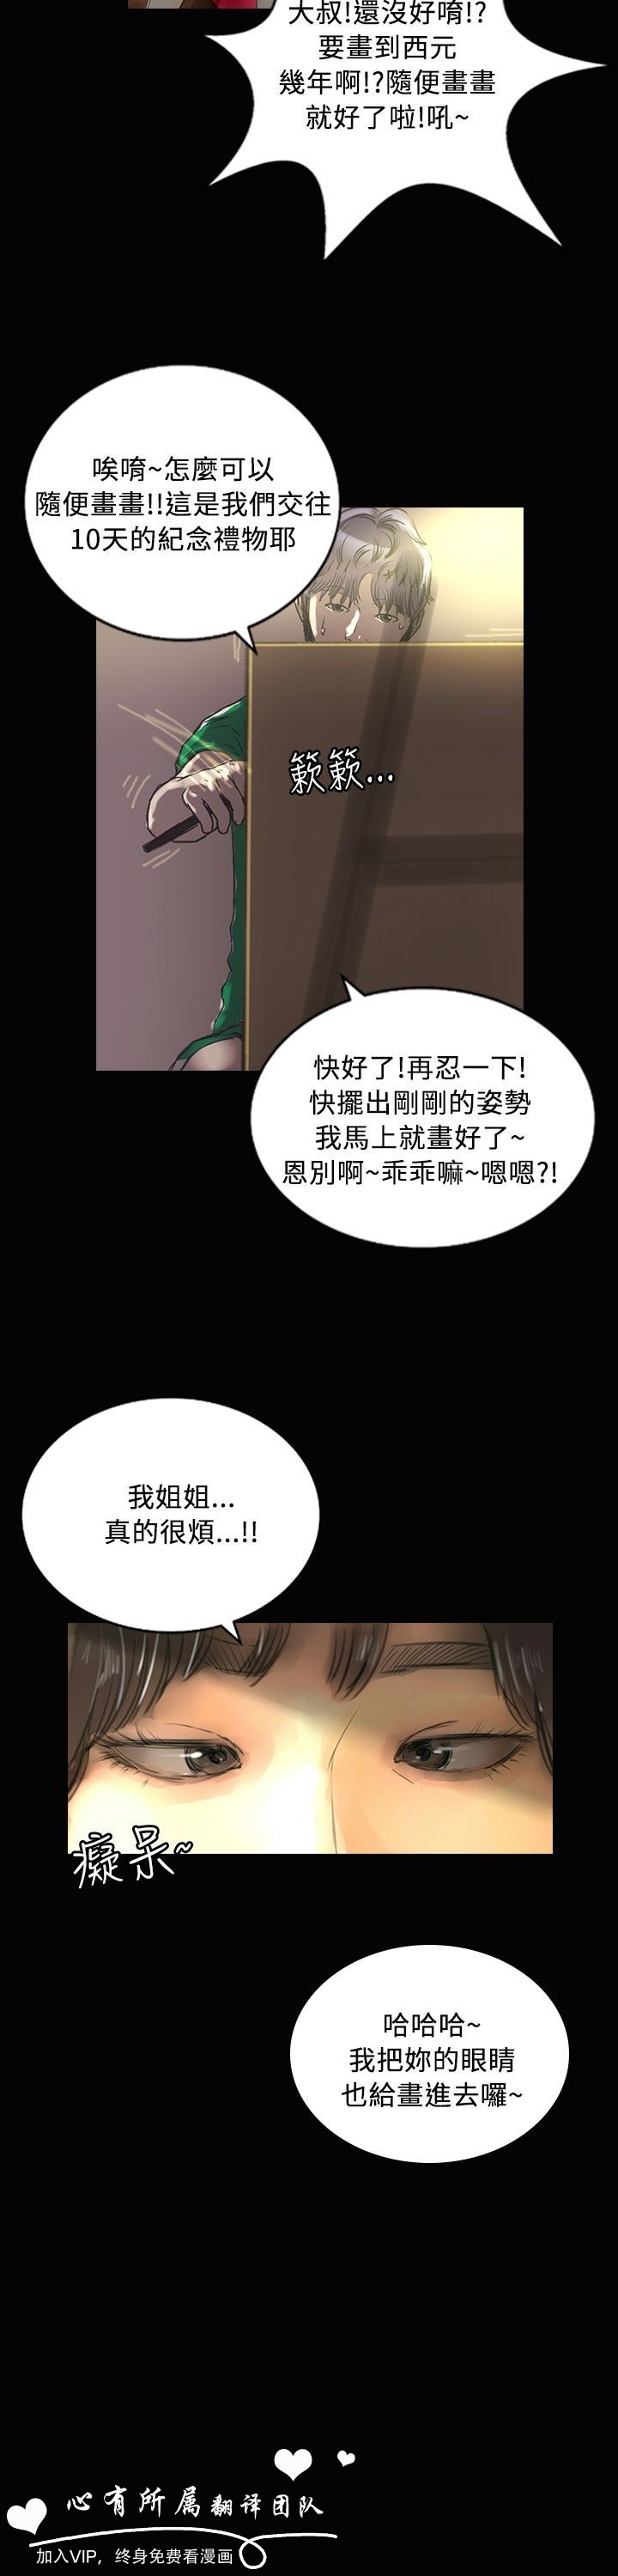 大叔!還沒好唷!?
要畫到西元
幾年啊!?隨便畫畫
就好了啦!吼~
唉唷~怎麼可以
隨便畫畫!!這是我們交往
10天的紀念禮物耶
簌簌...
快好了!再忍一下!
快擺出剛剛的姿勢
我馬上就畫好了~
恩別啊~乖乖嘛~嗯嗯?!
我姐姐...
真的很煩...!!
癡呆~
哈哈哈~
我把妳的眼睛
也給畫進去囉~
心有所属翻译团队
加入VIP，终身免费看漫画